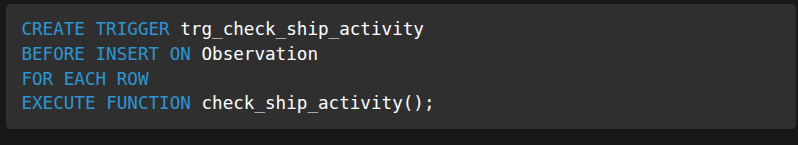 CREATE TRIGGER trg_check_ship_activity
BEFORE INSERT ON Observation
FOR EACH ROW
EXECUTE FUNCTION check_ship_activity();